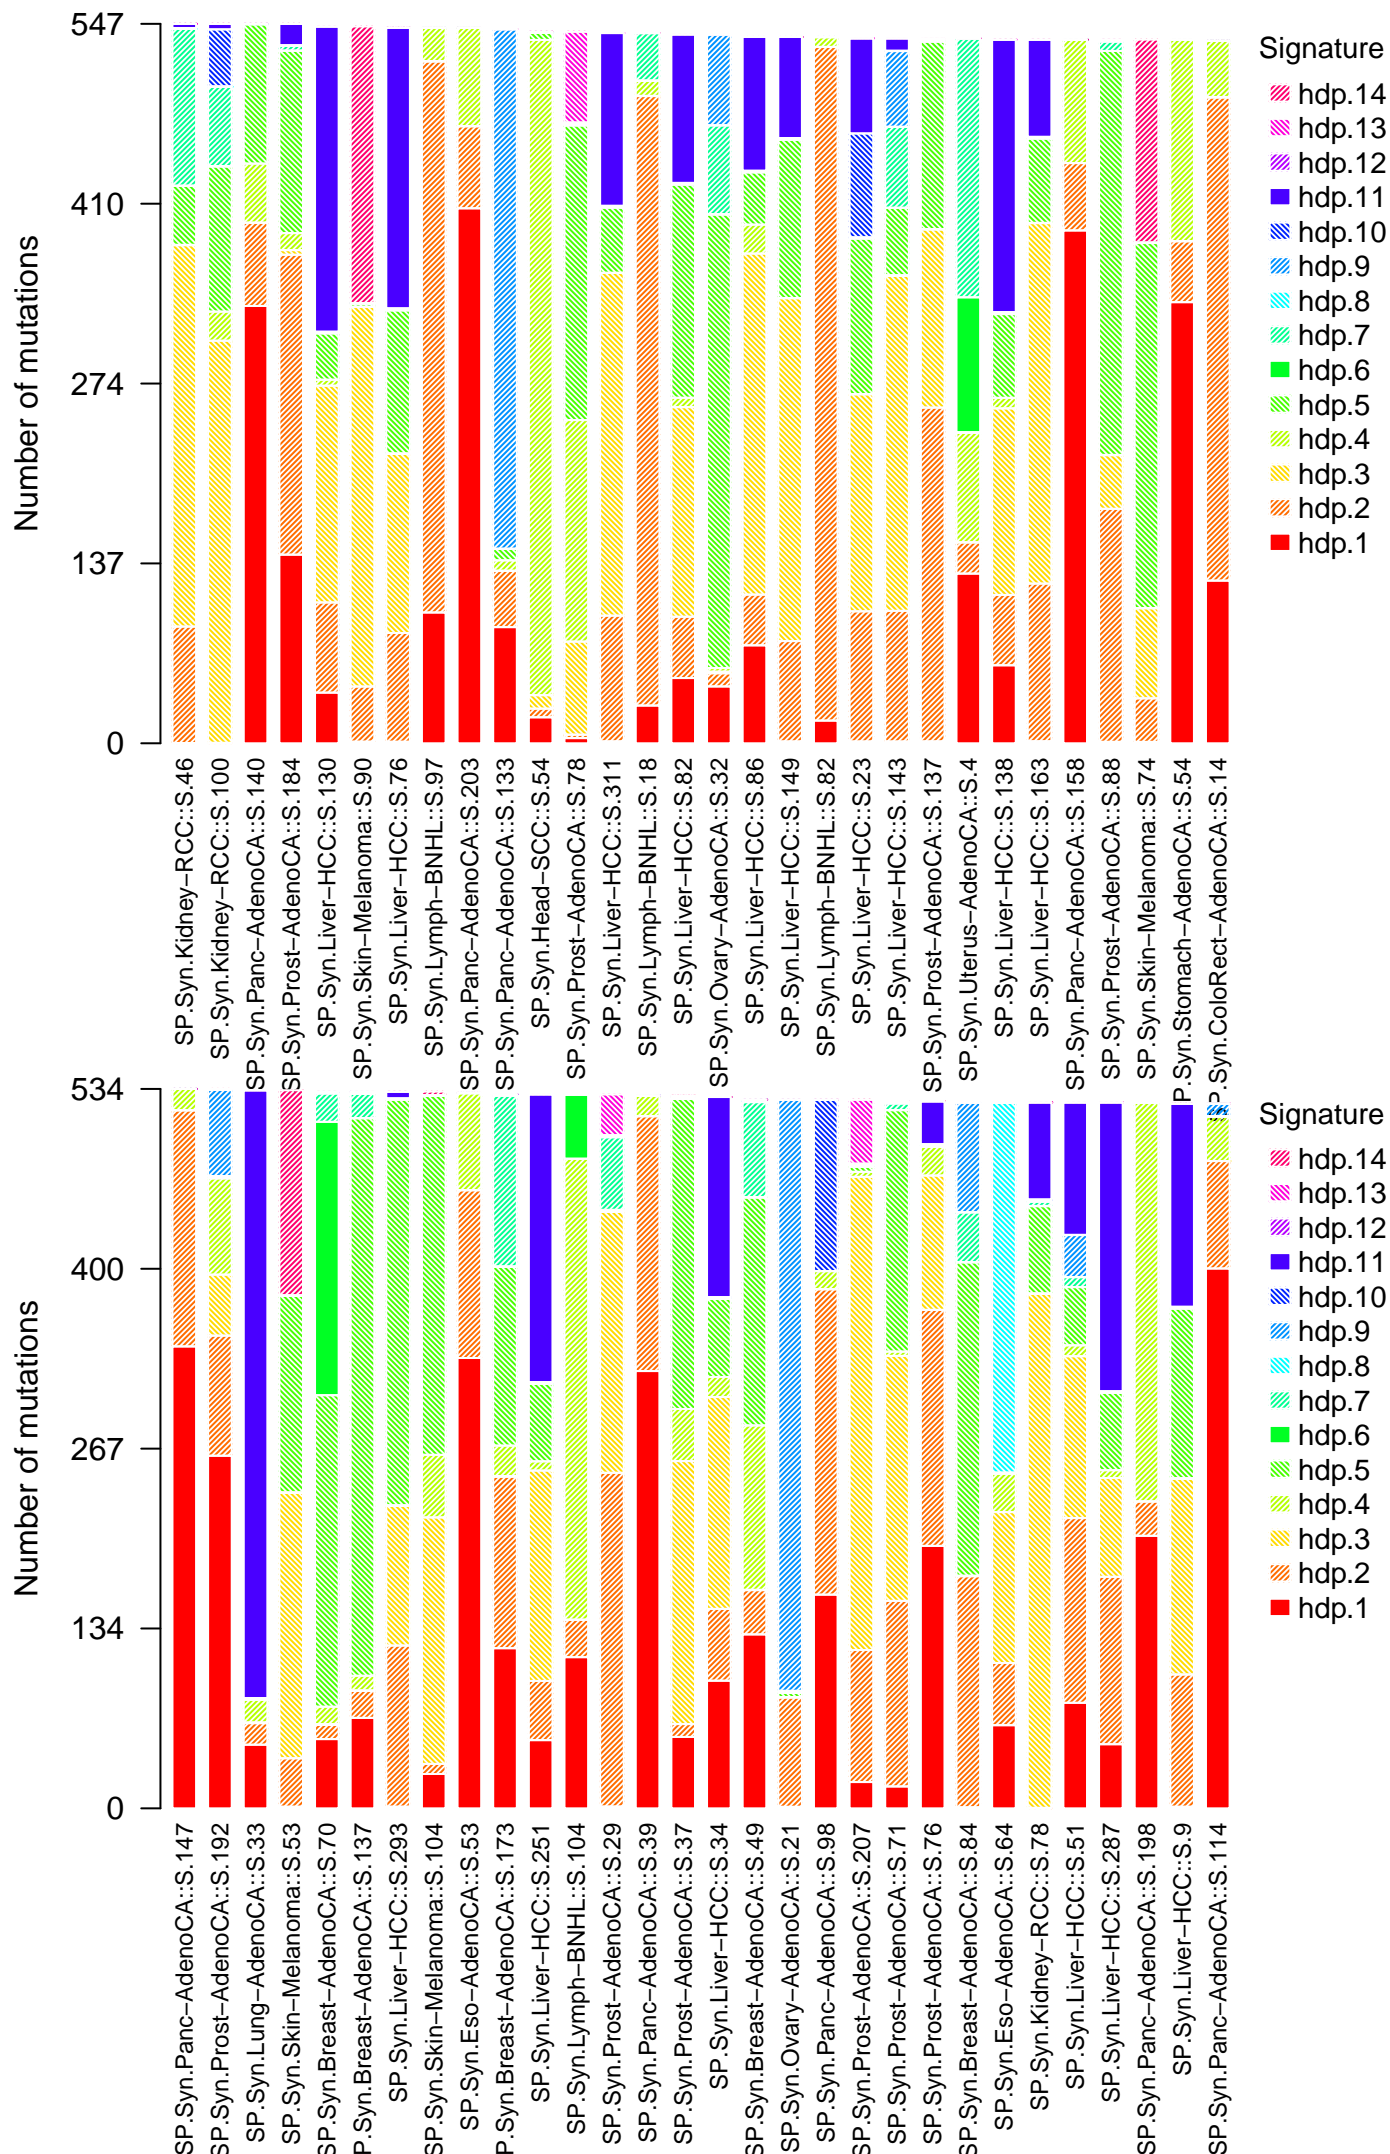 Number of mutations
547
410
274
137
0
Signature
hdp.14
hdp.13
hdp.12
hdp.11
hdp.10
hdp.9
hdp.8
hdp.7
hdp.6
hdp.5
hdp.4
hdp.3
hdp.2
hdp.1
SP.Syn.Kidney−RCC::S.46
SP.Syn.Kidney−RCC::S.100
SP.Syn.Panc−AdenoCA::S.140
SP.Syn.Prost−AdenoCA::S.184
SP.Syn.Liver−HCC::S.130
SP.Syn.Skin−Melanoma::S.90
SP.Syn.Liver−HCC::S.76
SP.Syn.Lymph−BNHL::S.97
SP.Syn.Panc−AdenoCA::S.203
SP.Syn.Panc−AdenoCA::S.133
SP.Syn.Head−SCC::S.54
SP.Syn.Prost−AdenoCA::S.78
SP.Syn.Liver−HCC::S.311
SP.Syn.Lymph−BNHL::S.18
SP.Syn.Liver−HCC::S.82
SP.Syn.Ovary−AdenoCA::S.32
SP.Syn.Liver−HCC::S.86
SP.Syn.Liver−HCC::S.149
SP.Syn.Lymph−BNHL::S.82
SP.Syn.Liver−HCC::S.23
SP.Syn.Liver−HCC::S.143
SP.Syn.Prost−AdenoCA::S.137
SP.Syn.Uterus−AdenoCA::S.4
SP.Syn.Liver−HCC::S.138
SP.Syn.Liver−HCC::S.163
SP.Syn.Panc−AdenoCA::S.158
SP.Syn.Prost−AdenoCA::S.88
SP.Syn.Skin−Melanoma::S.74
P.Syn.Stomach−AdenoCA::S.54
P.Syn.ColoRect−AdenoCA::S.14
Number of mutations
534
400
267
134
0
Signature
hdp.14
hdp.13
hdp.12
hdp.11
hdp.10
hdp.9
hdp.8
hdp.7
hdp.6
hdp.5
hdp.4
hdp.3
hdp.2
hdp.1
SP.Syn.Panc−AdenoCA::S.147
SP.Syn.Prost−AdenoCA::S.192
SP.Syn.Lung−AdenoCA::S.33
SP.Syn.Skin−Melanoma::S.53
SP.Syn.Breast−AdenoCA::S.70
P.Syn.Breast−AdenoCA::S.137
SP.Syn.Liver−HCC::S.293
SP.Syn.Skin−Melanoma::S.104
SP.Syn.Eso−AdenoCA::S.53
P.Syn.Breast−AdenoCA::S.173
SP.Syn.Liver−HCC::S.251
SP.Syn.Lymph−BNHL::S.104
SP.Syn.Prost−AdenoCA::S.29
SP.Syn.Panc−AdenoCA::S.39
SP.Syn.Prost−AdenoCA::S.37
SP.Syn.Liver−HCC::S.34
SP.Syn.Breast−AdenoCA::S.49
SP.Syn.Ovary−AdenoCA::S.21
SP.Syn.Panc−AdenoCA::S.98
SP.Syn.Prost−AdenoCA::S.207
SP.Syn.Prost−AdenoCA::S.71
SP.Syn.Prost−AdenoCA::S.76
SP.Syn.Breast−AdenoCA::S.84
SP.Syn.Eso−AdenoCA::S.64
SP.Syn.Kidney−RCC::S.78
SP.Syn.Liver−HCC::S.51
SP.Syn.Liver−HCC::S.287
SP.Syn.Panc−AdenoCA::S.198
SP.Syn.Liver−HCC::S.9
SP.Syn.Panc−AdenoCA::S.114